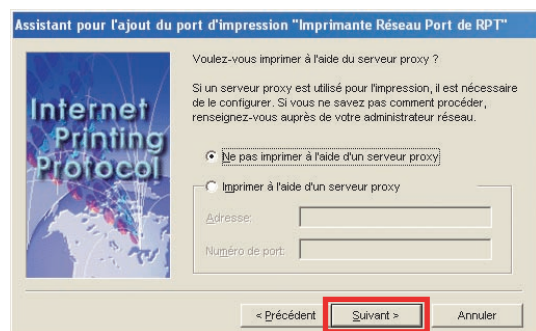 Assistant pour l'ajout du port d'impression "Imprimante Réseau Port de RPT"
Internet
Printing
Protocol
Voulez-vous imprimer à l'aide du serveur proxy ?
Si un serveur proxy est utilisé pour l'impression, il est nécessaire
de le configurer. Si vous ne savez pas comment procéder,
renseignez-vous auprès de votre administrateur réseau.
Ne pas imprimer à l'aide d'un serveur proxy
Imprimer à l'aide d'un serveur proxy
Adresse:
Numéro de port:
< Précédent
Suivant >
Annuler